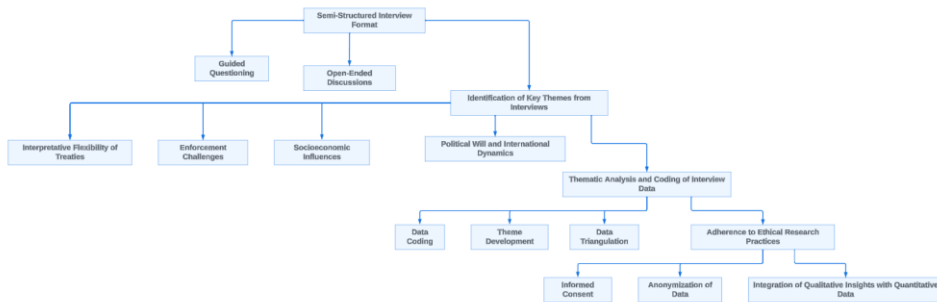 Semi-Structured Interview
Format
Guided
Questioning
Open-Ended
Discussions
Identification of Key Themes from
Interviews
Interpretative Flexibility of
Treaties
Enforcement
Challenges
Socioeconomic
Influences
Political Will and International
Dynamics
Thematic Analysis and Coding of Interview
Data
Data
Coding
Theme
Development
Data
Triangulation
Adherence to Ethical Research
Practices
Informed
Consent
Anonymization of
Data
Integration of Qualitative Insights with Quantitative
Data